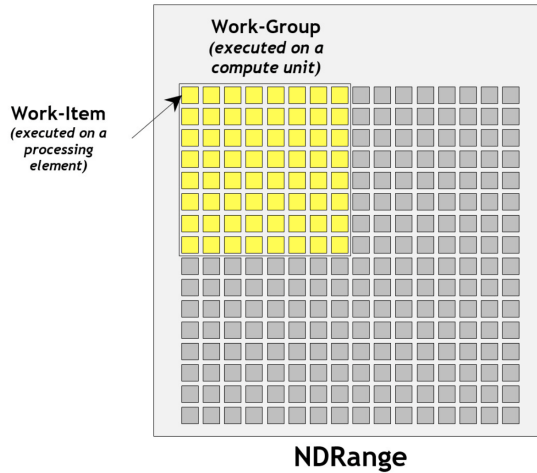 Work-Group
(executed on a
compute unit)
Work-Item
(executed on a
processing
element)
NDRange